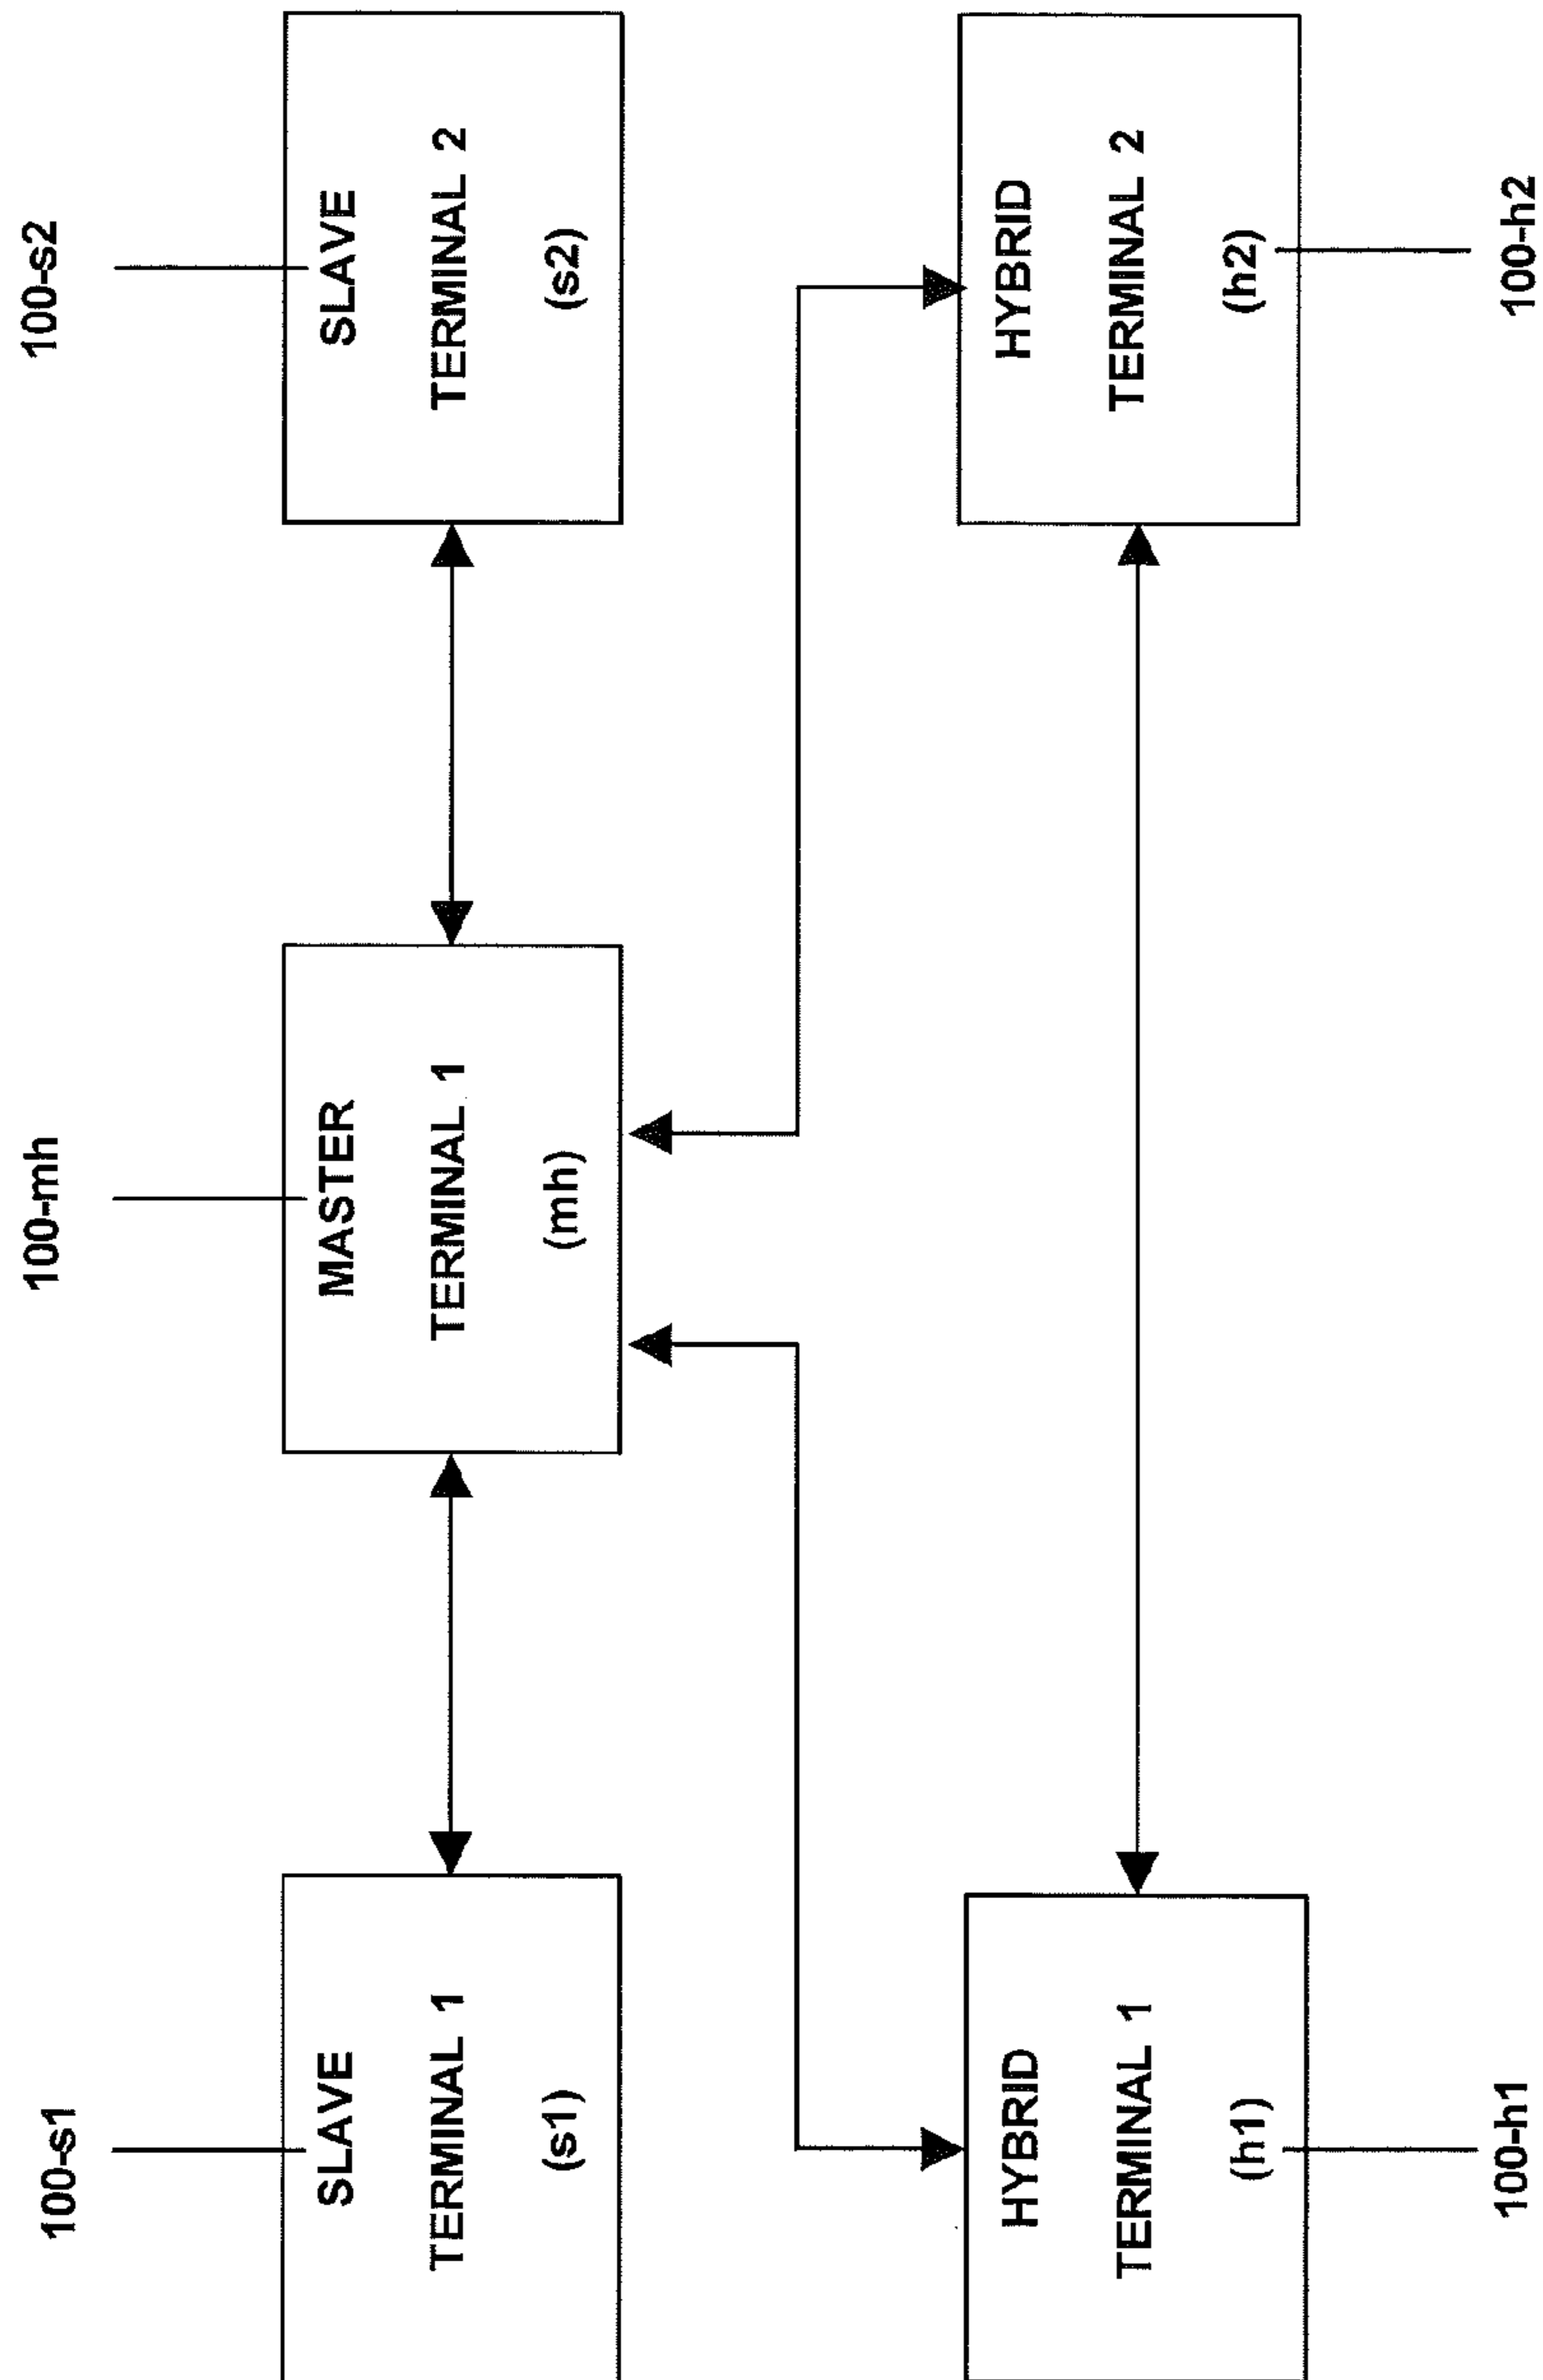 100-s1
100-mh
100-s2
SLAVE
TERMINAL 1
(s1)
MASTER
TERMINAL 1
(mh)
SLAVE
TERMINAL 2
(s2)
HYBRID
TERMINAL 1
(h1)
HYBRID
TERMINAL 2
(h2)
100-h1
100-h2